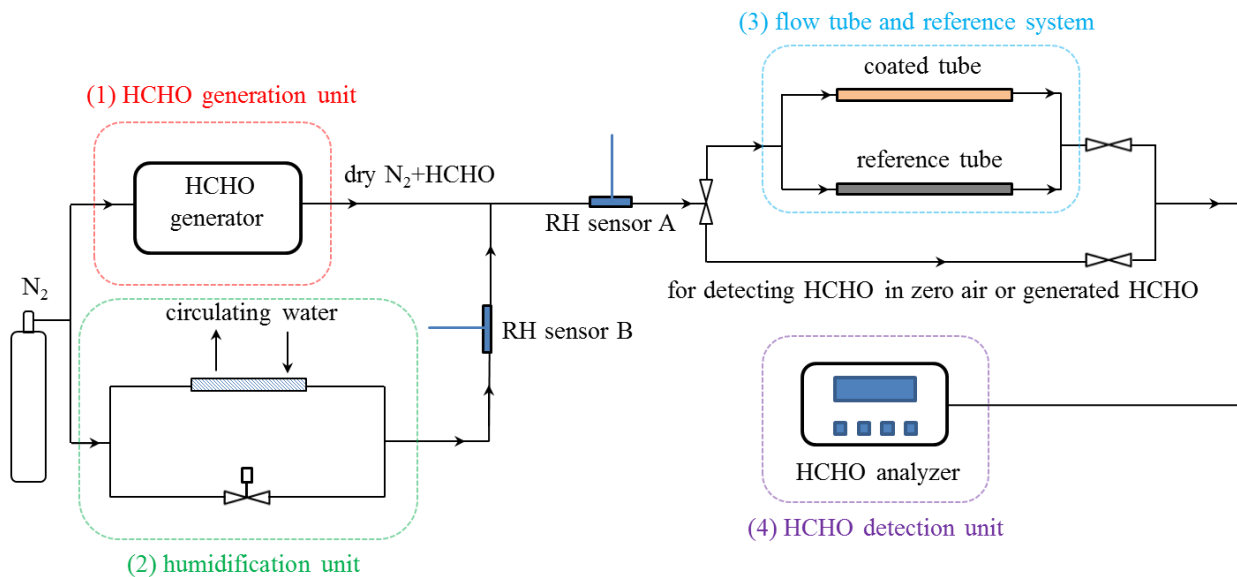 (3) flow tube and reference system
coated tube
(1) HCHO generation unit
HCHO
generator
dry N₂+HCHO
reference tube
RH sensor A
N₂
for detecting HCHO in zero air or generated HCHO
circulating water
RH sensor B
HCHO analyzer
(4) HCHO detection unit
(2) humidification unit